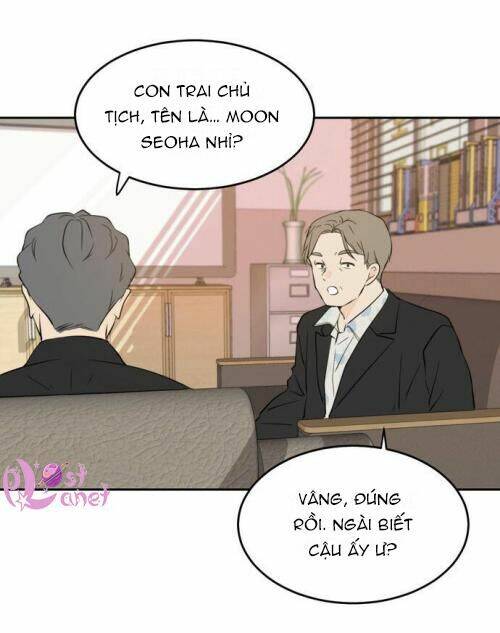 CON TRAI CHỦ
TỊCH, TÊN LÀ... MOON
SEOHA NHỈ?
Lost
Planet
VÂNG, ĐÚNG
RỒI. NGÀI BIẾT
CẬU ẤY Ư?